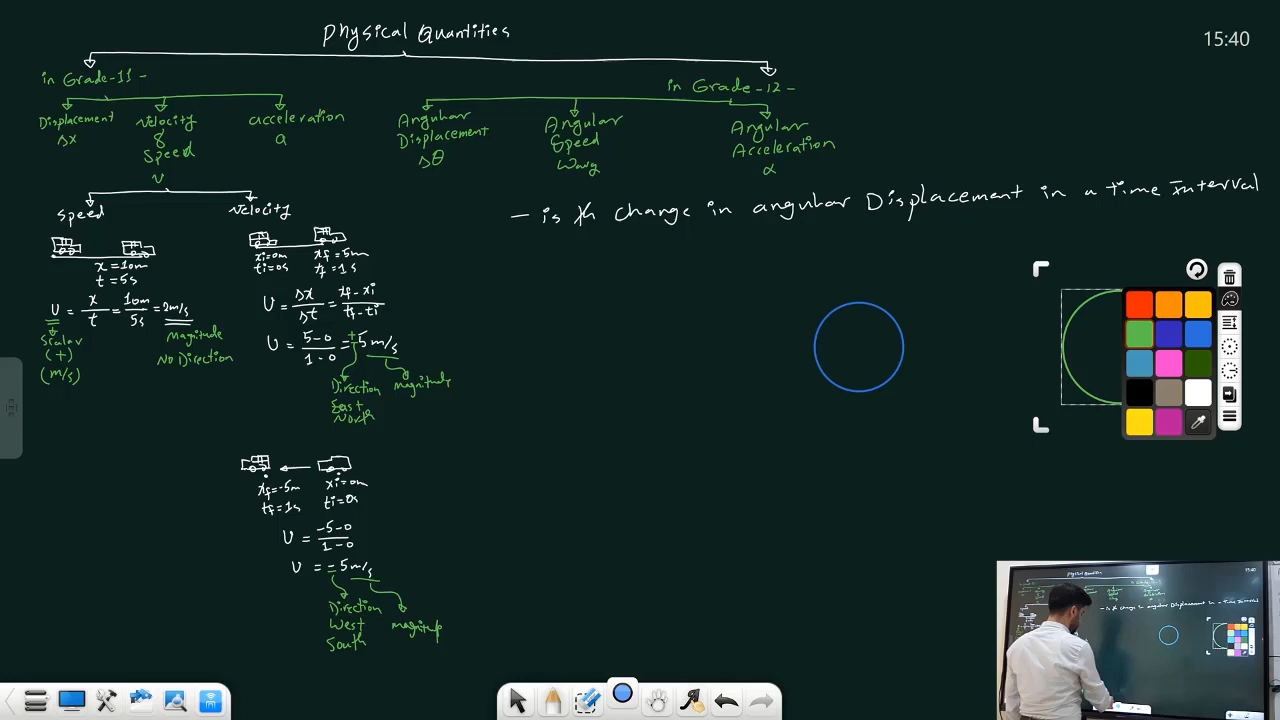 Physical Quantities
15:40
in Grade-11 -
in Grade-12-
Displacement
Δx
Velocity
&
Speed
v
acceleration
a
Angular
Displacement
Δθ
Angular
Speed
Wavg
Angular
Acceleration
α
- is th change in angular Displacement in a time Interval
Speed
Velocity
x = 10m
t = 5s
xi=0m
ti=0s
xf=5m
tf=1s
U = x/t = 10m/5s = 2m/s
Scalar
(+)
(m/s)
Magnitude
No Direction
U = Δx/Δt = xf-xi/tf-ti
U = 5-0/1-0 = +5 m/s
Direction
East
North
magnitude
xf=-5m
tf=1s
xi=0m
ti=0s
U = -5-0/1-0
U = -5m/s
Direction
West
South